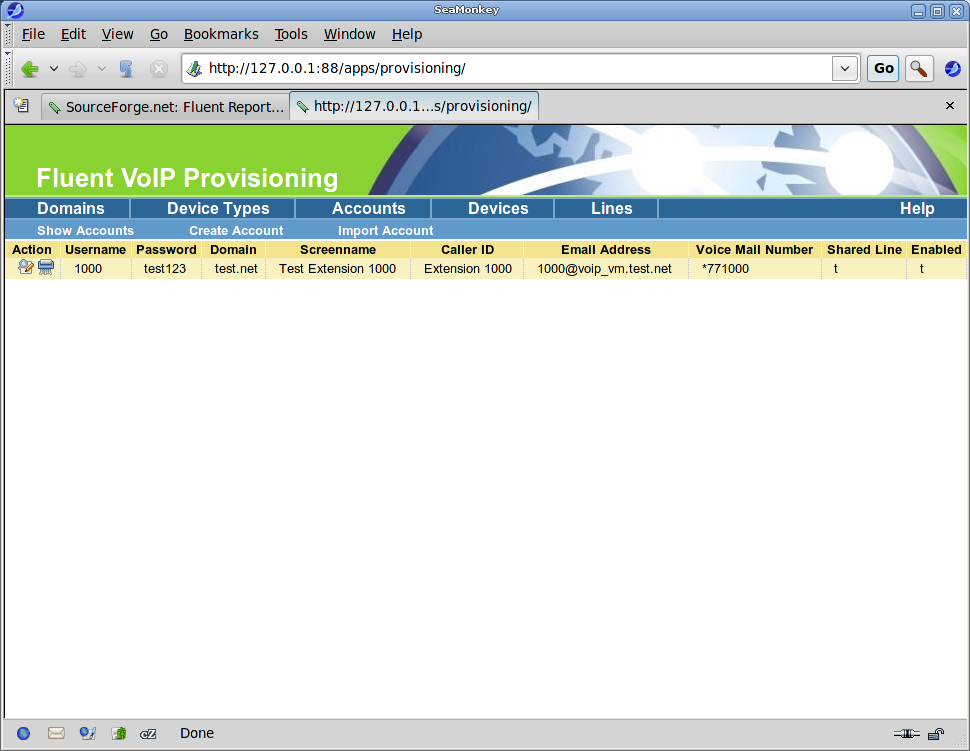 SeaMonkey
File Edit View Go Bookmarks Tools Window Help
http://127.0.0.1:88/apps/provisioning/ Go
SourceForge.net: Fluent Report... http://127.0.0.1...s/provisioning/
Fluent VoIP Provisioning
Domains Device Types Accounts Devices Lines Help
Show Accounts Create Account Import Account
Action Username Password Domain Screenname Caller ID Email Address Voice Mail Number Shared Line Enabled
1000 test123 test.net Test Extension 1000 Extension 1000 1000@voip_vm.test.net *771000 t t
cZ Done